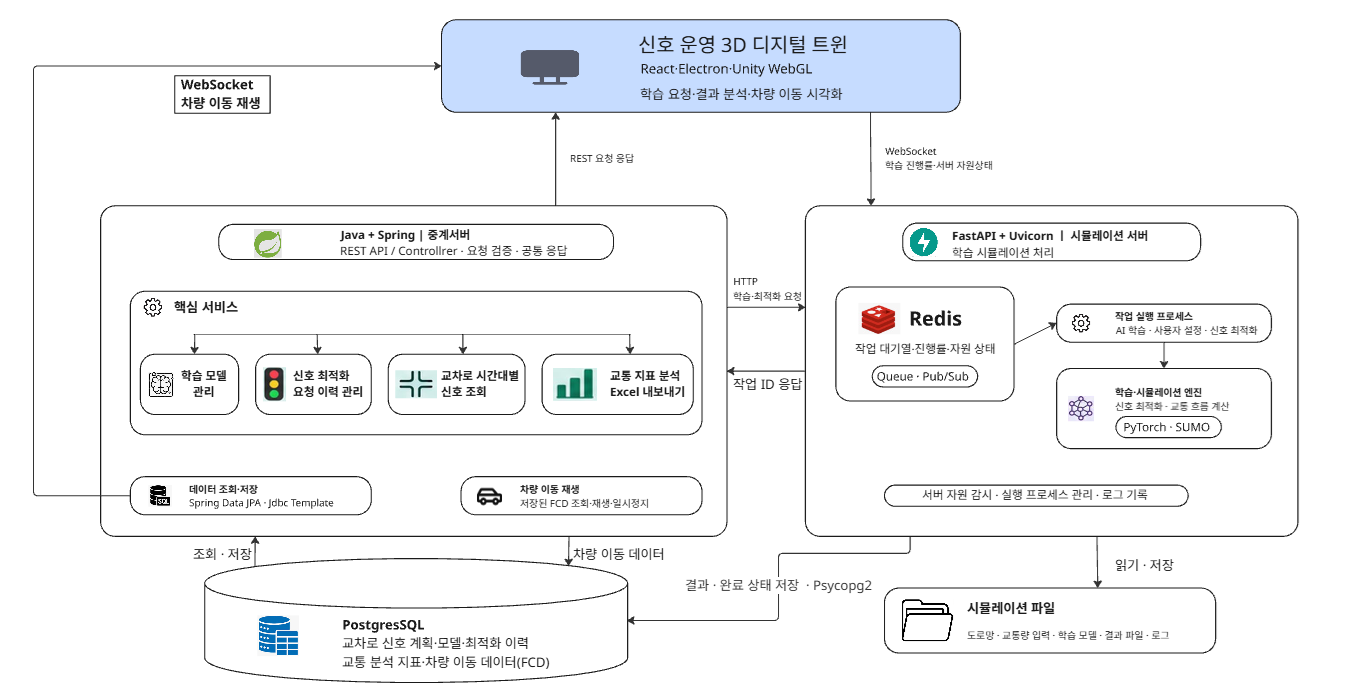 신호 운영 3D 디지털 트윈
React·Electron·Unity WebGL
학습 요청·결과 분석·차량 이동 시각화
WebSocket
차량 이동 재생
REST 요청 응답
WebSocket
학습 진행률·서버 자원상태
Java + Spring | 중계서버
REST API / Controllrer · 요청 검증 · 공통 응답
핵심 서비스
학습 모델
관리
신호 최적화
요청 이력 관리
교차로 시간대별
신호 조회
교통 지표 분석
Excel 내보내기
SQL
데이터 조회·저장
Spring Data JPA · Jdbc Template
차량 이동 재생
저장된 FCD 조회·재생·일시정지
HTTP
학습·최적화 요청
작업 ID 응답
FastAPI + Uvicorn | 시뮬레이션 서버
학습 시뮬레이션 처리
Redis
작업 대기열·진행률·자원 상태
Queue · Pub/Sub
작업 실행 프로세스
AI 학습 · 사용자 설정 · 신호 최적화
학습·시뮬레이션 엔진
신호 최적화 · 교통 흐름 계산
PyTorch · SUMO
서버 자원 감시 · 실행 프로세스 관리 · 로그 기록
조회 · 저장
차량 이동 데이터
결과 · 완료 상태 저장 · Psycopg2
읽기 · 저장
PostgresSQL
교차로 신호 계획·모델·최적화 이력
교통 분석 지표·차량 이동 데이터(FCD)
시뮬레이션 파일
도로망 · 교통량 입력 · 학습 모델 · 결과 파일 · 로그